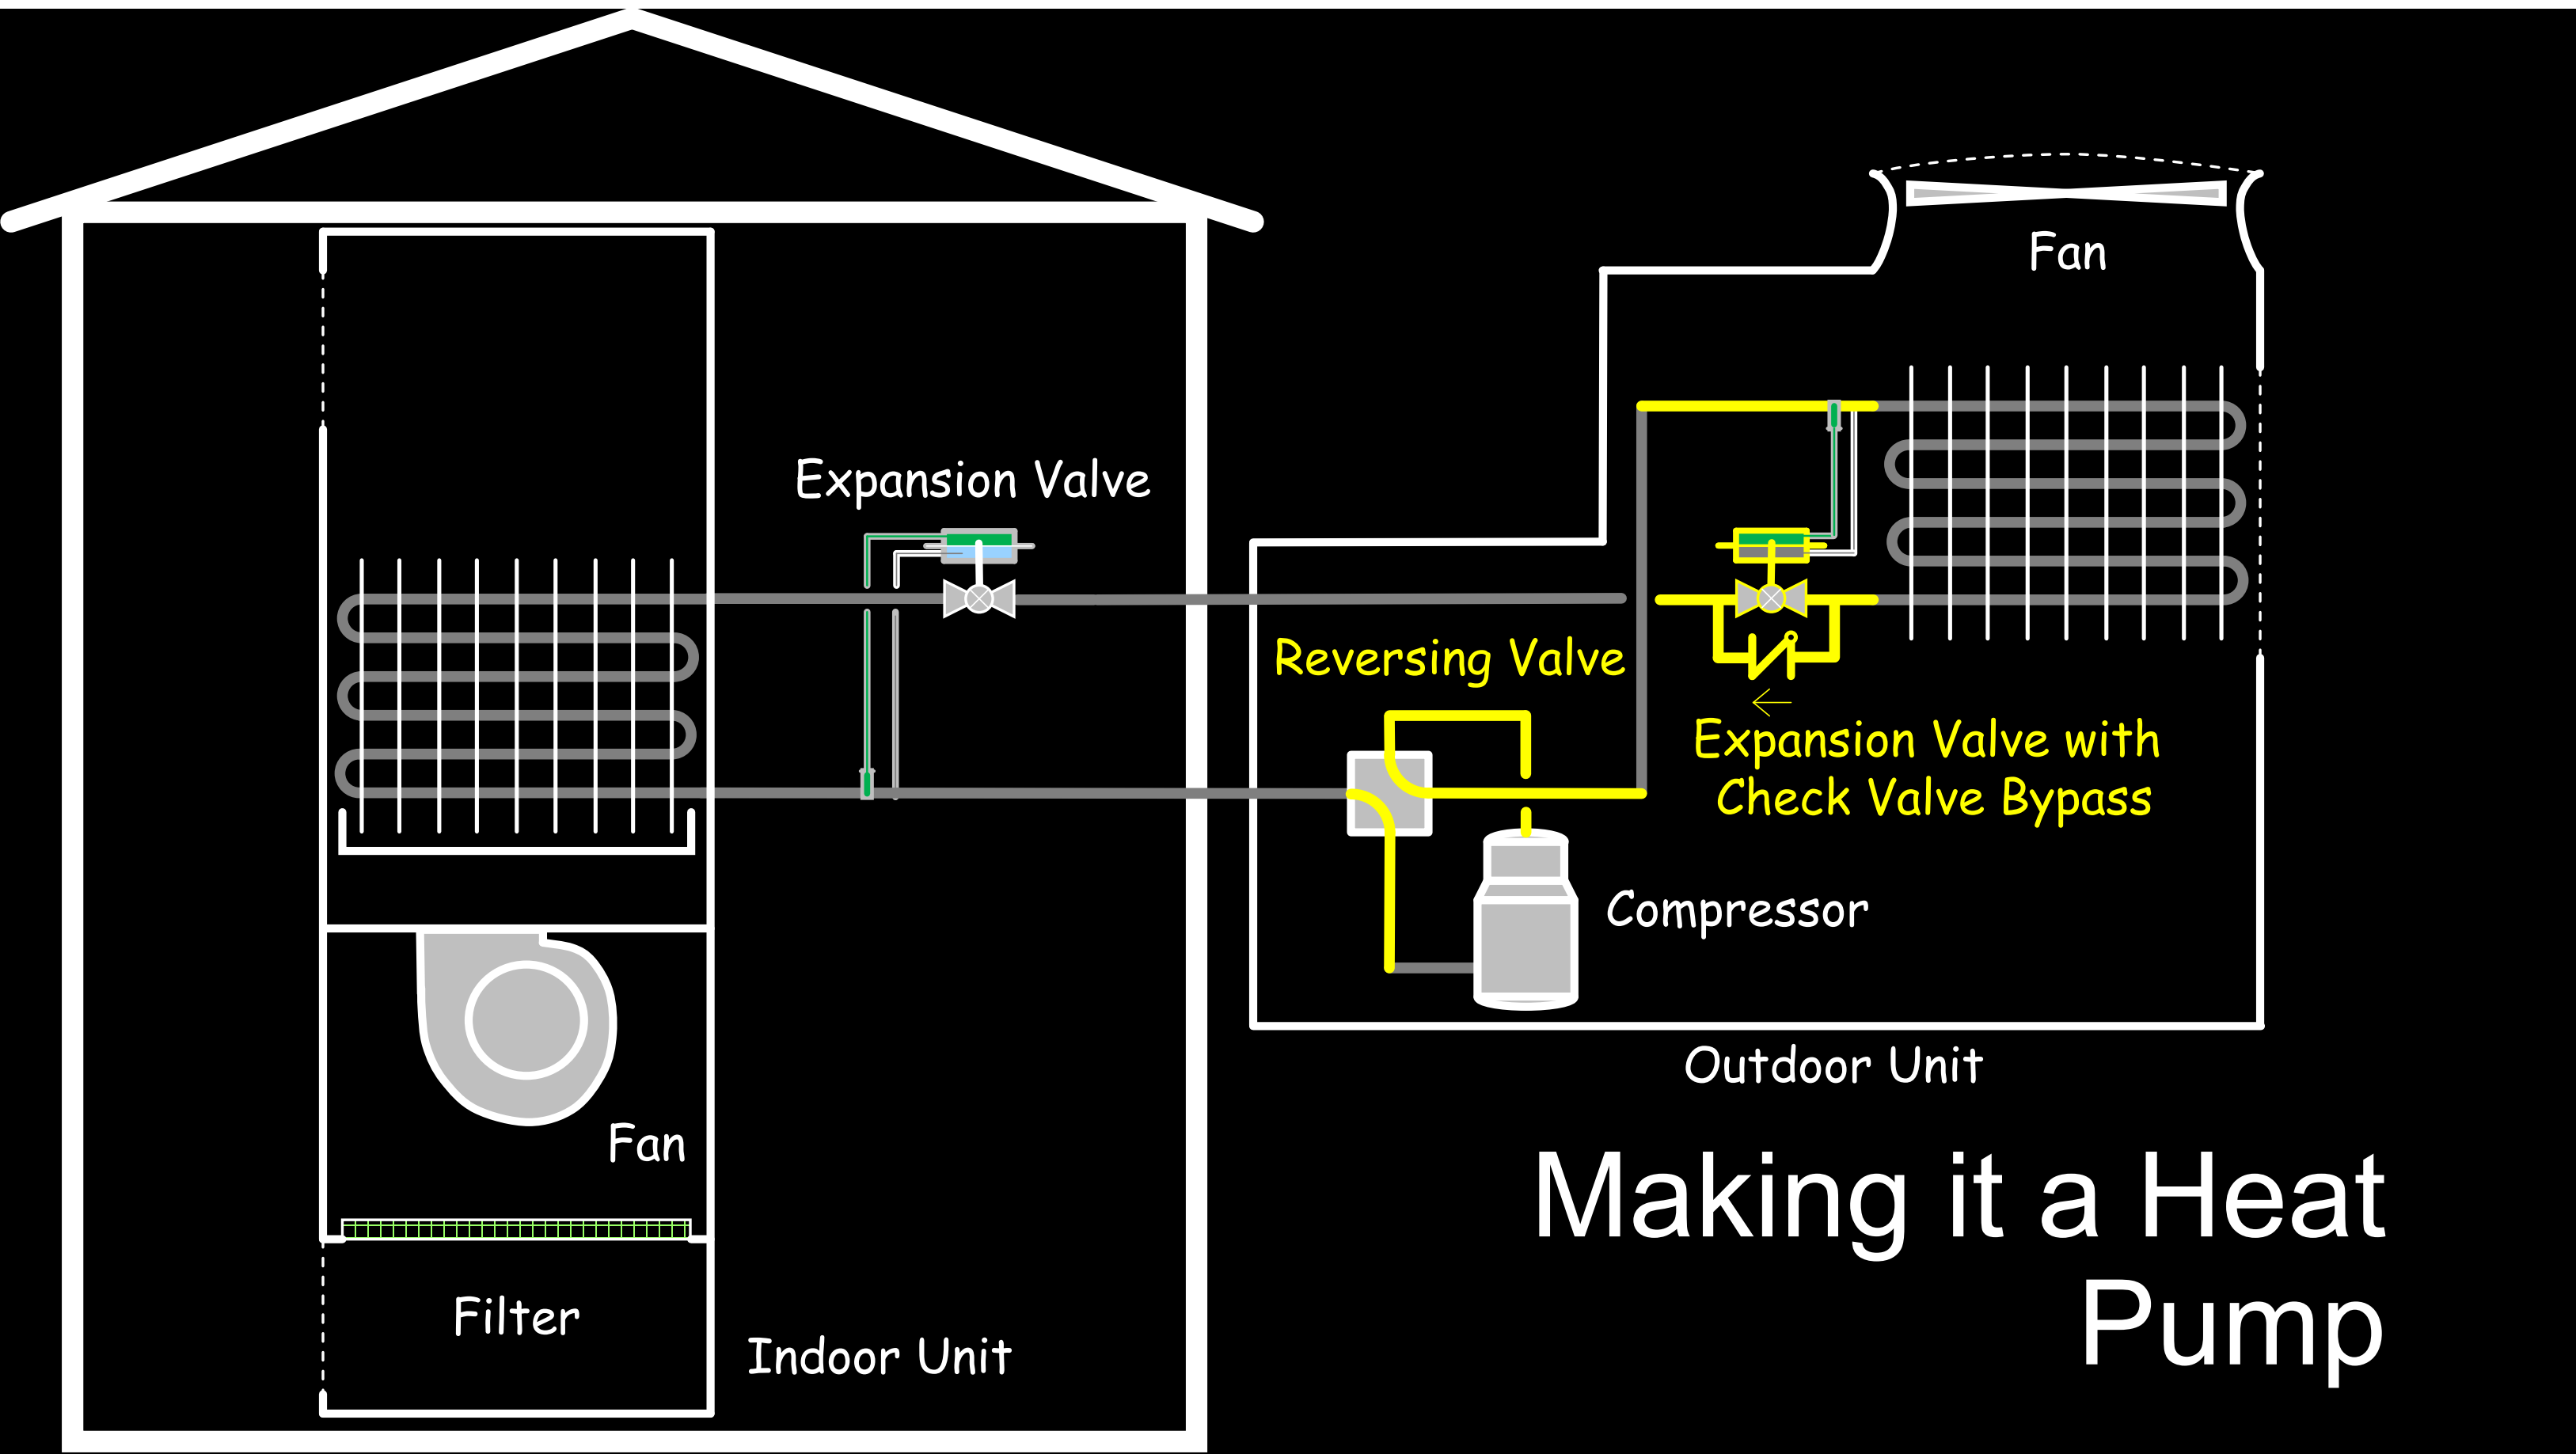 Fan
Expansion Valve
Reversing Valve
Expansion Valve with
Check Valve Bypass
Compressor
Outdoor Unit
Fan
Filter
Indoor Unit
Making it a Heat
Pump